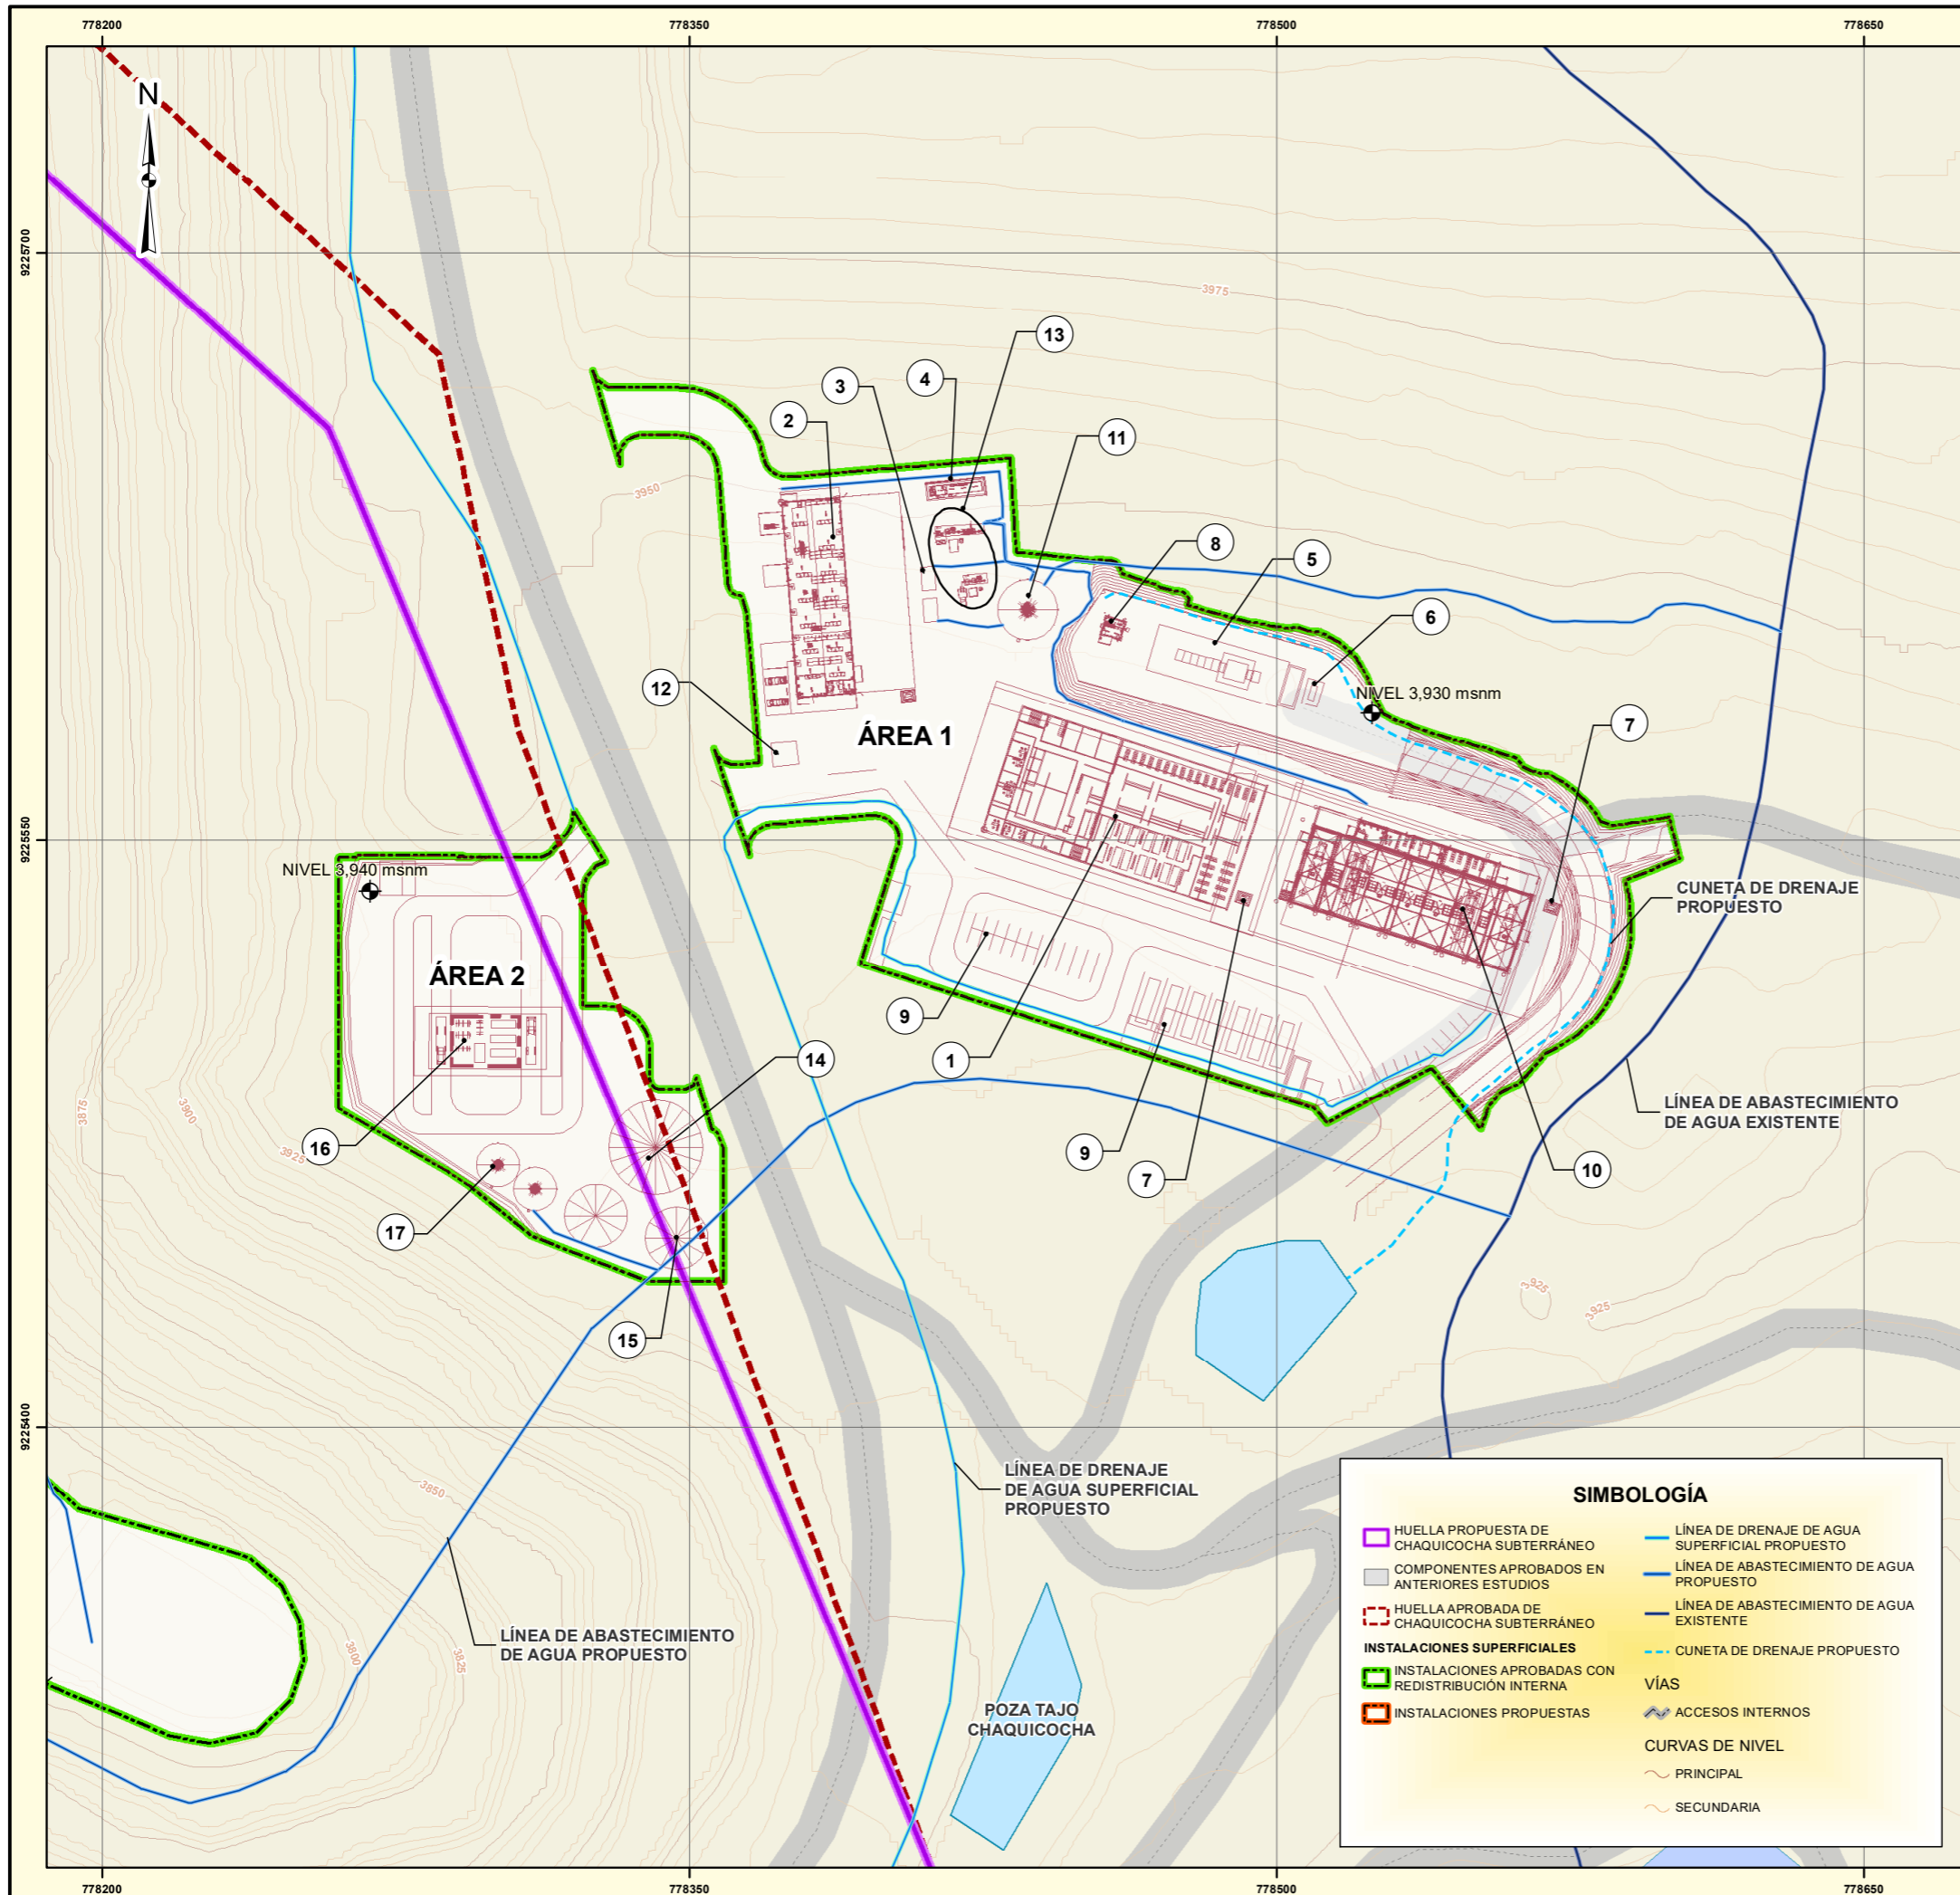 778200
778350
778500
778650
N
9225700
3975
13
3
4
2
11
3950
8
5
6
NIVEL 3,930 msnm
12
7
ÁREA 1
9225550
NIVEL 3,940 msnm
CUNETA DE DRENAJE
PROPUESTO
ÁREA 2
9
1
14
9
7
10
LÍNEA DE ABASTECIMIENTO
DE AGUA EXISTENTE
3875
3900
3925
16
17
15
3,925
3925
9225400
3850
LÍNEA DE DRENAJE
DE AGUA SUPERFICIAL
PROPUESTO
LÍNEA DE ABASTECIMIENTO
DE AGUA PROPUESTO
3800
3825
POZA TAJO
CHAQUICOCHA
SIMBOLOGÍA
HUELLA PROPUESTA DE
CHAQUICOCHA SUBTERRÁNEO
COMPONENTES APROBADOS EN
ANTERIORES ESTUDIOS
HUELLA APROBADA DE
CHAQUICOCHA SUBTERRÁNEO
INSTALACIONES SUPERFICIALES
INSTALACIONES APROBADAS CON
REDISTRIBUCIÓN INTERNA
INSTALACIONES PROPUESTAS
LÍNEA DE DRENAJE DE AGUA
SUPERFICIAL PROPUESTO
LÍNEA DE ABASTECIMIENTO DE AGUA
PROPUESTO
LÍNEA DE ABASTECIMIENTO DE AGUA
EXISTENTE
CUNETA DE DRENAJE PROPUESTO
VÍAS
ACCESOS INTERNOS
CURVAS DE NIVEL
PRINCIPAL
SECUNDARIA
778200
778350
778500
778650